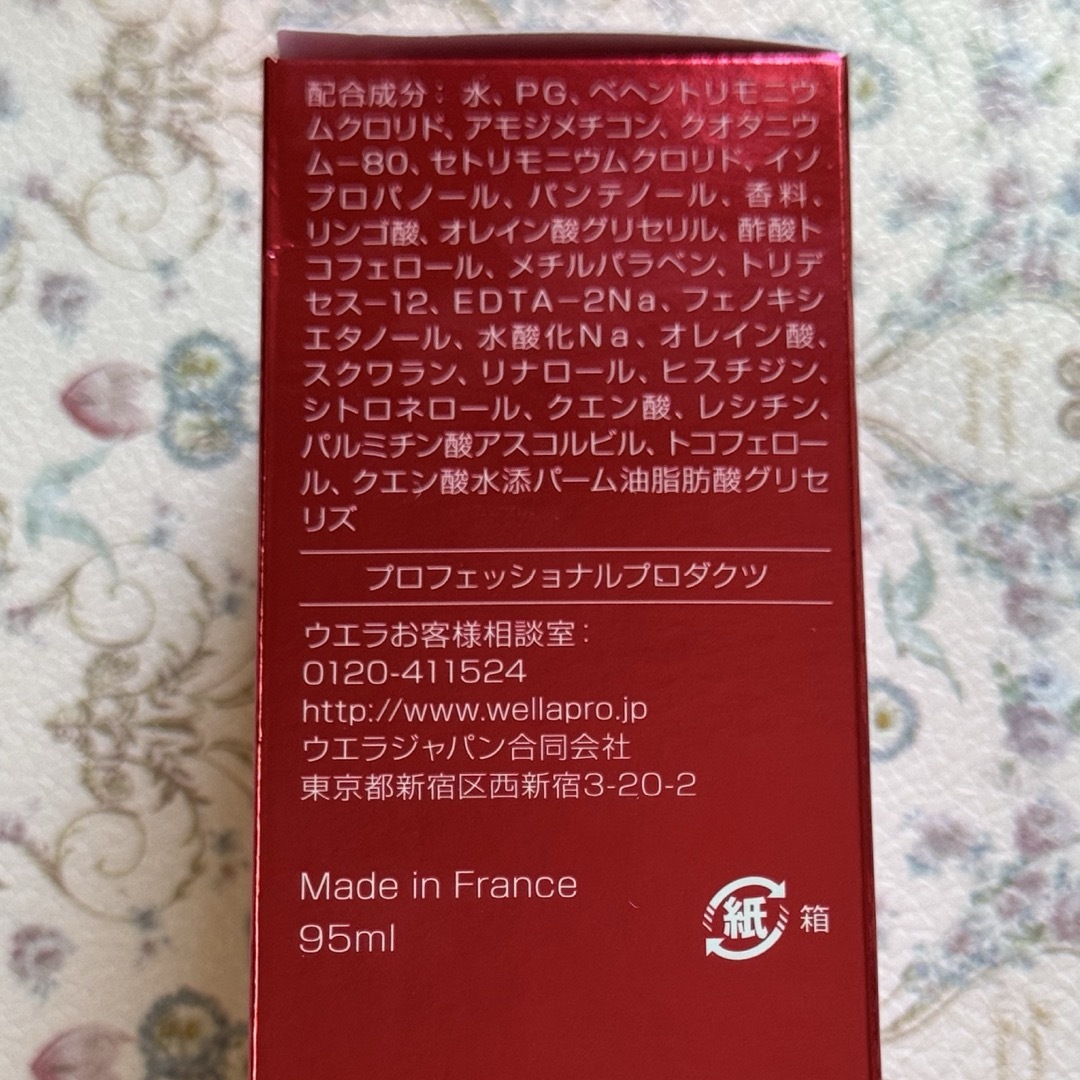 配合成分：水、PG、ベヘントリモニウ
ムクロリド、アモジメチコン、クオタニウ
ム−80、セトリモニウムクロリド、イソ
プロパノール、パンテノール、香料、
リンゴ酸、オレイン酸グリセリル、酢酸ト
コフェロール、メチルパラベン、トリデ
セス−12、EDTA−2Na、フェノキシ
エタノール、水酸化Na、オレイン酸、
スクワラン、リナロール、ヒスチジン、
シトロネロール、クエン酸、レシチン、
パルミチン酸アスコルビル、トコフェロー
ル、クエン酸水添パーム油脂肪酸グリセ
リズ
プロフェッショナルプロダクツ
ウエラお客様相談室：
0120-411524
http://www.wellapro.jp
ウエラジャパン合同会社
東京都新宿区西新宿3-20-2
Made in France
95ml
紙 箱